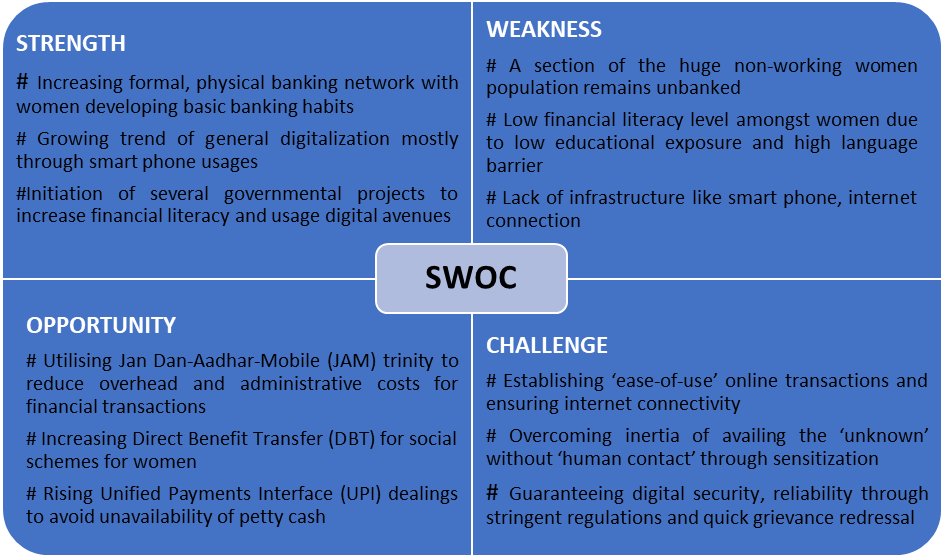 STRENGTH
# Increasing formal, physical banking network with
women developing basic banking habits
# Growing trend of general digitalization mostly
through smart phone usages
#Initiation of several governmental projects to
increase financial literacy and usage digital avenues
WEAKNESS
# A section of the huge non-working women
population remains unbanked
# Low financial literacy level amongst women due
to low educational exposure and high language
barrier
# Lack of infrastructure like smart phone, internet
connection
SWOC
OPPORTUNITY
# Utilising Jan Dan-Aadhar-Mobile (JAM) trinity to
reduce overhead and administrative costs for
financial transactions
# Increasing Direct Benefit Transfer (DBT) for social
schemes for women
# Rising Unified Payments Interface (UPI) dealings
to avoid unavailability of petty cash
CHALLENGE
# Establishing ‘ease-of-use’ online transactions and
ensuring internet connectivity
# Overcoming inertia of availing the ‘unknown’
without ‘human contact’ through sensitization
# Guaranteeing digital security, reliability through
stringent regulations and quick grievance redressal